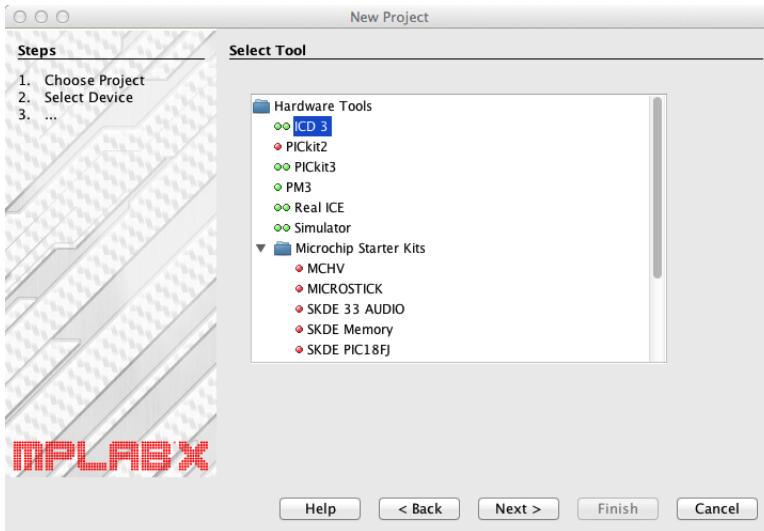 New Project
Steps
1. Choose Project
2. Select Device
3. ...
Select Tool
Hardware Tools
ICD 3
PICkit2
PICkit3
PM3
Real ICE
Simulator
Microchip Starter Kits
MCHV
MICROSTICK
SKDE 33 AUDIO
SKDE Memory
SKDE PIC18FJ
MPLABX
Help
< Back
Next >
Finish
Cancel